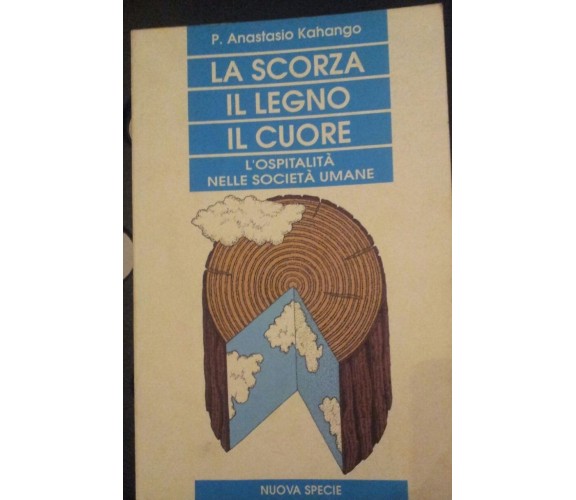 P. Anastasio Kahango
LA SCORZA
IL LEGNO
IL CUORE
L'OSPITALITÀ
NELLE SOCIETÀ UMANE
NUOVA SPECIE